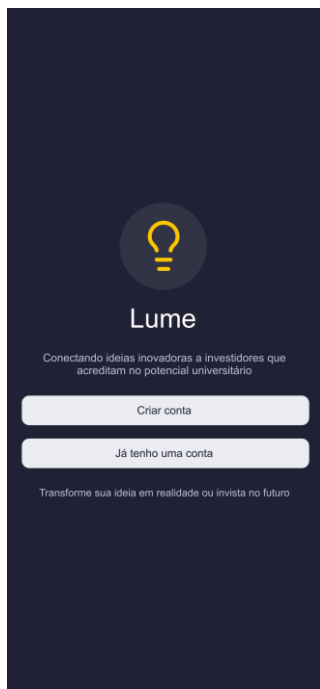 Lume
Conectando ideias inovadoras a investidores que
acreditam no potencial universitário
Criar conta
Já tenho uma conta
Transforme sua ideia em realidade ou invista no futuro